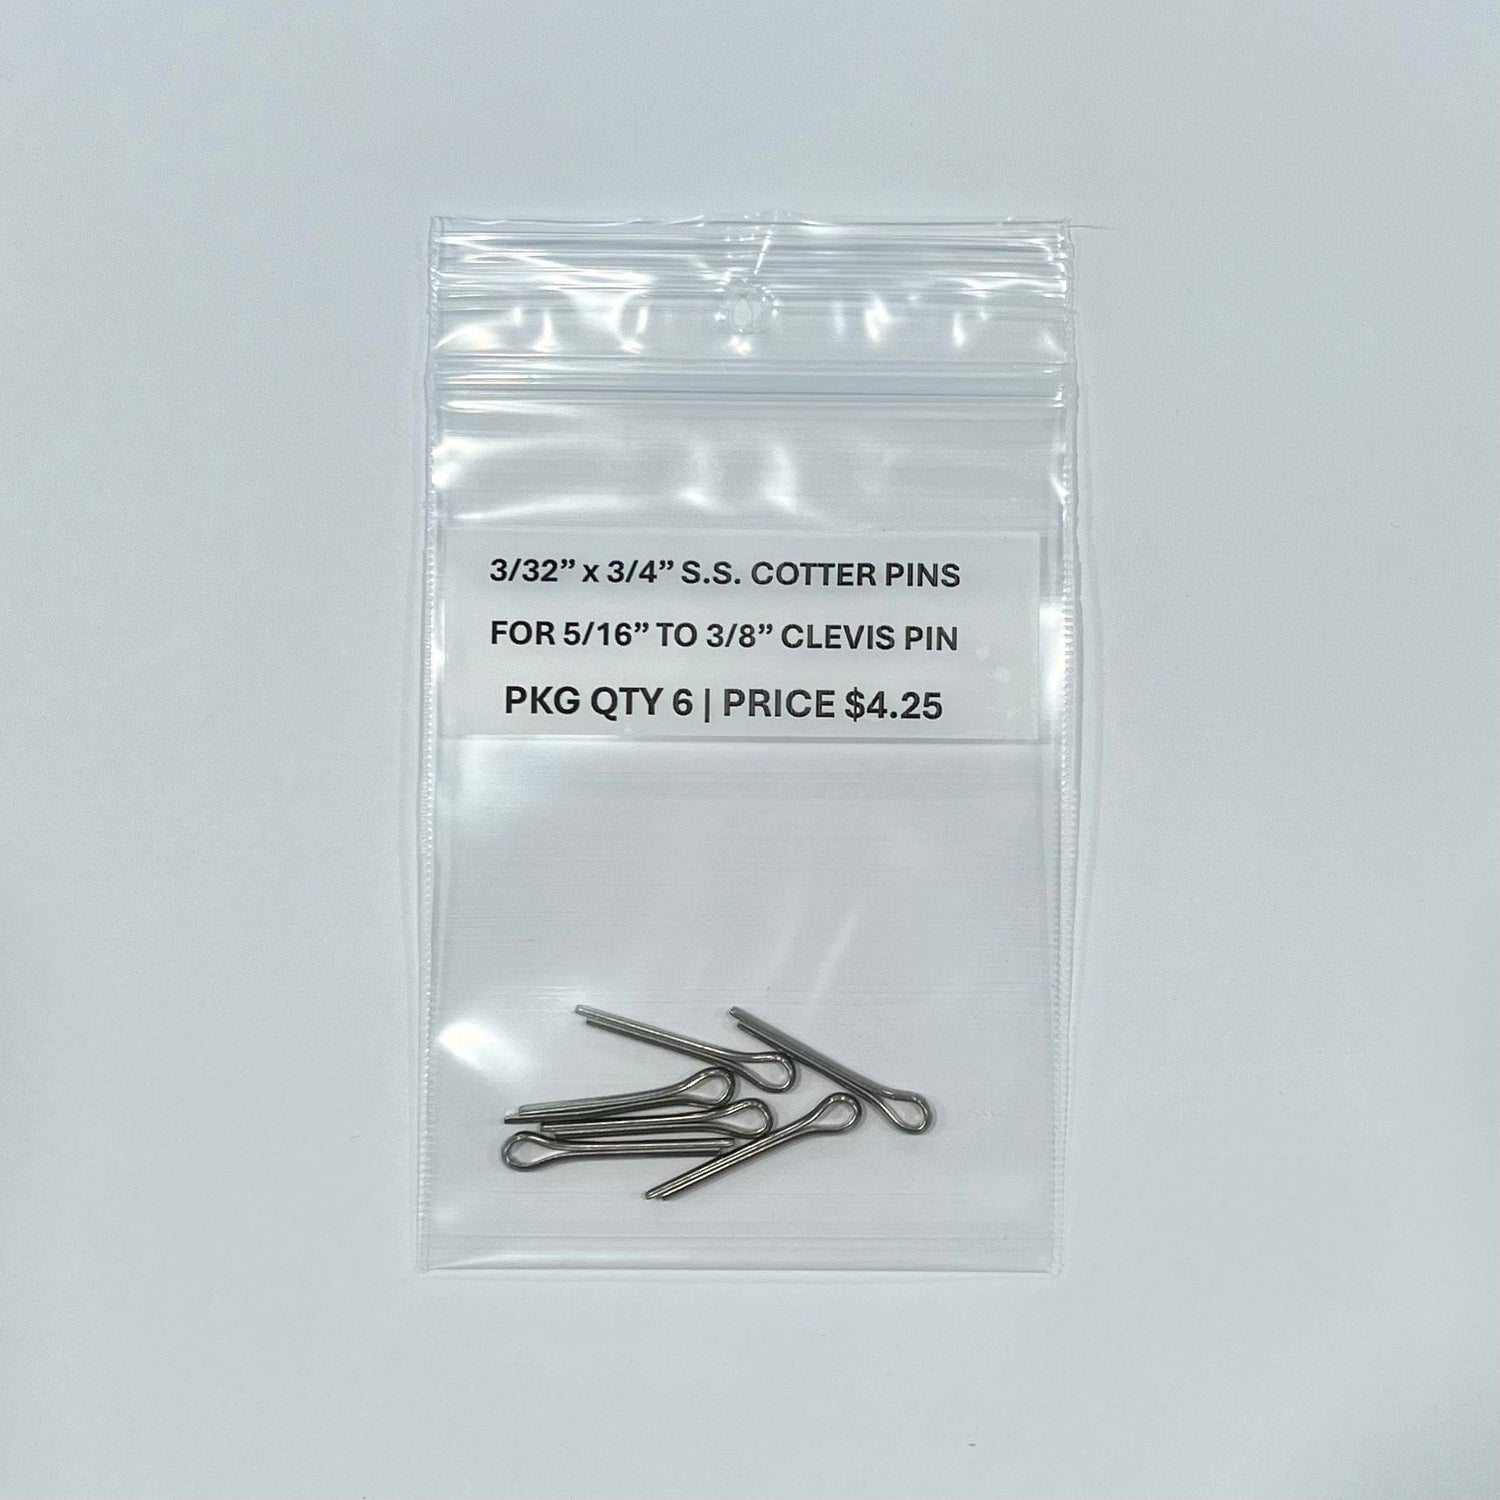 3/32” x 3/4” S.S. COTTER PINS
FOR 5/16” TO 3/8” CLEVIS PIN
PKG QTY 6 | PRICE $4.25